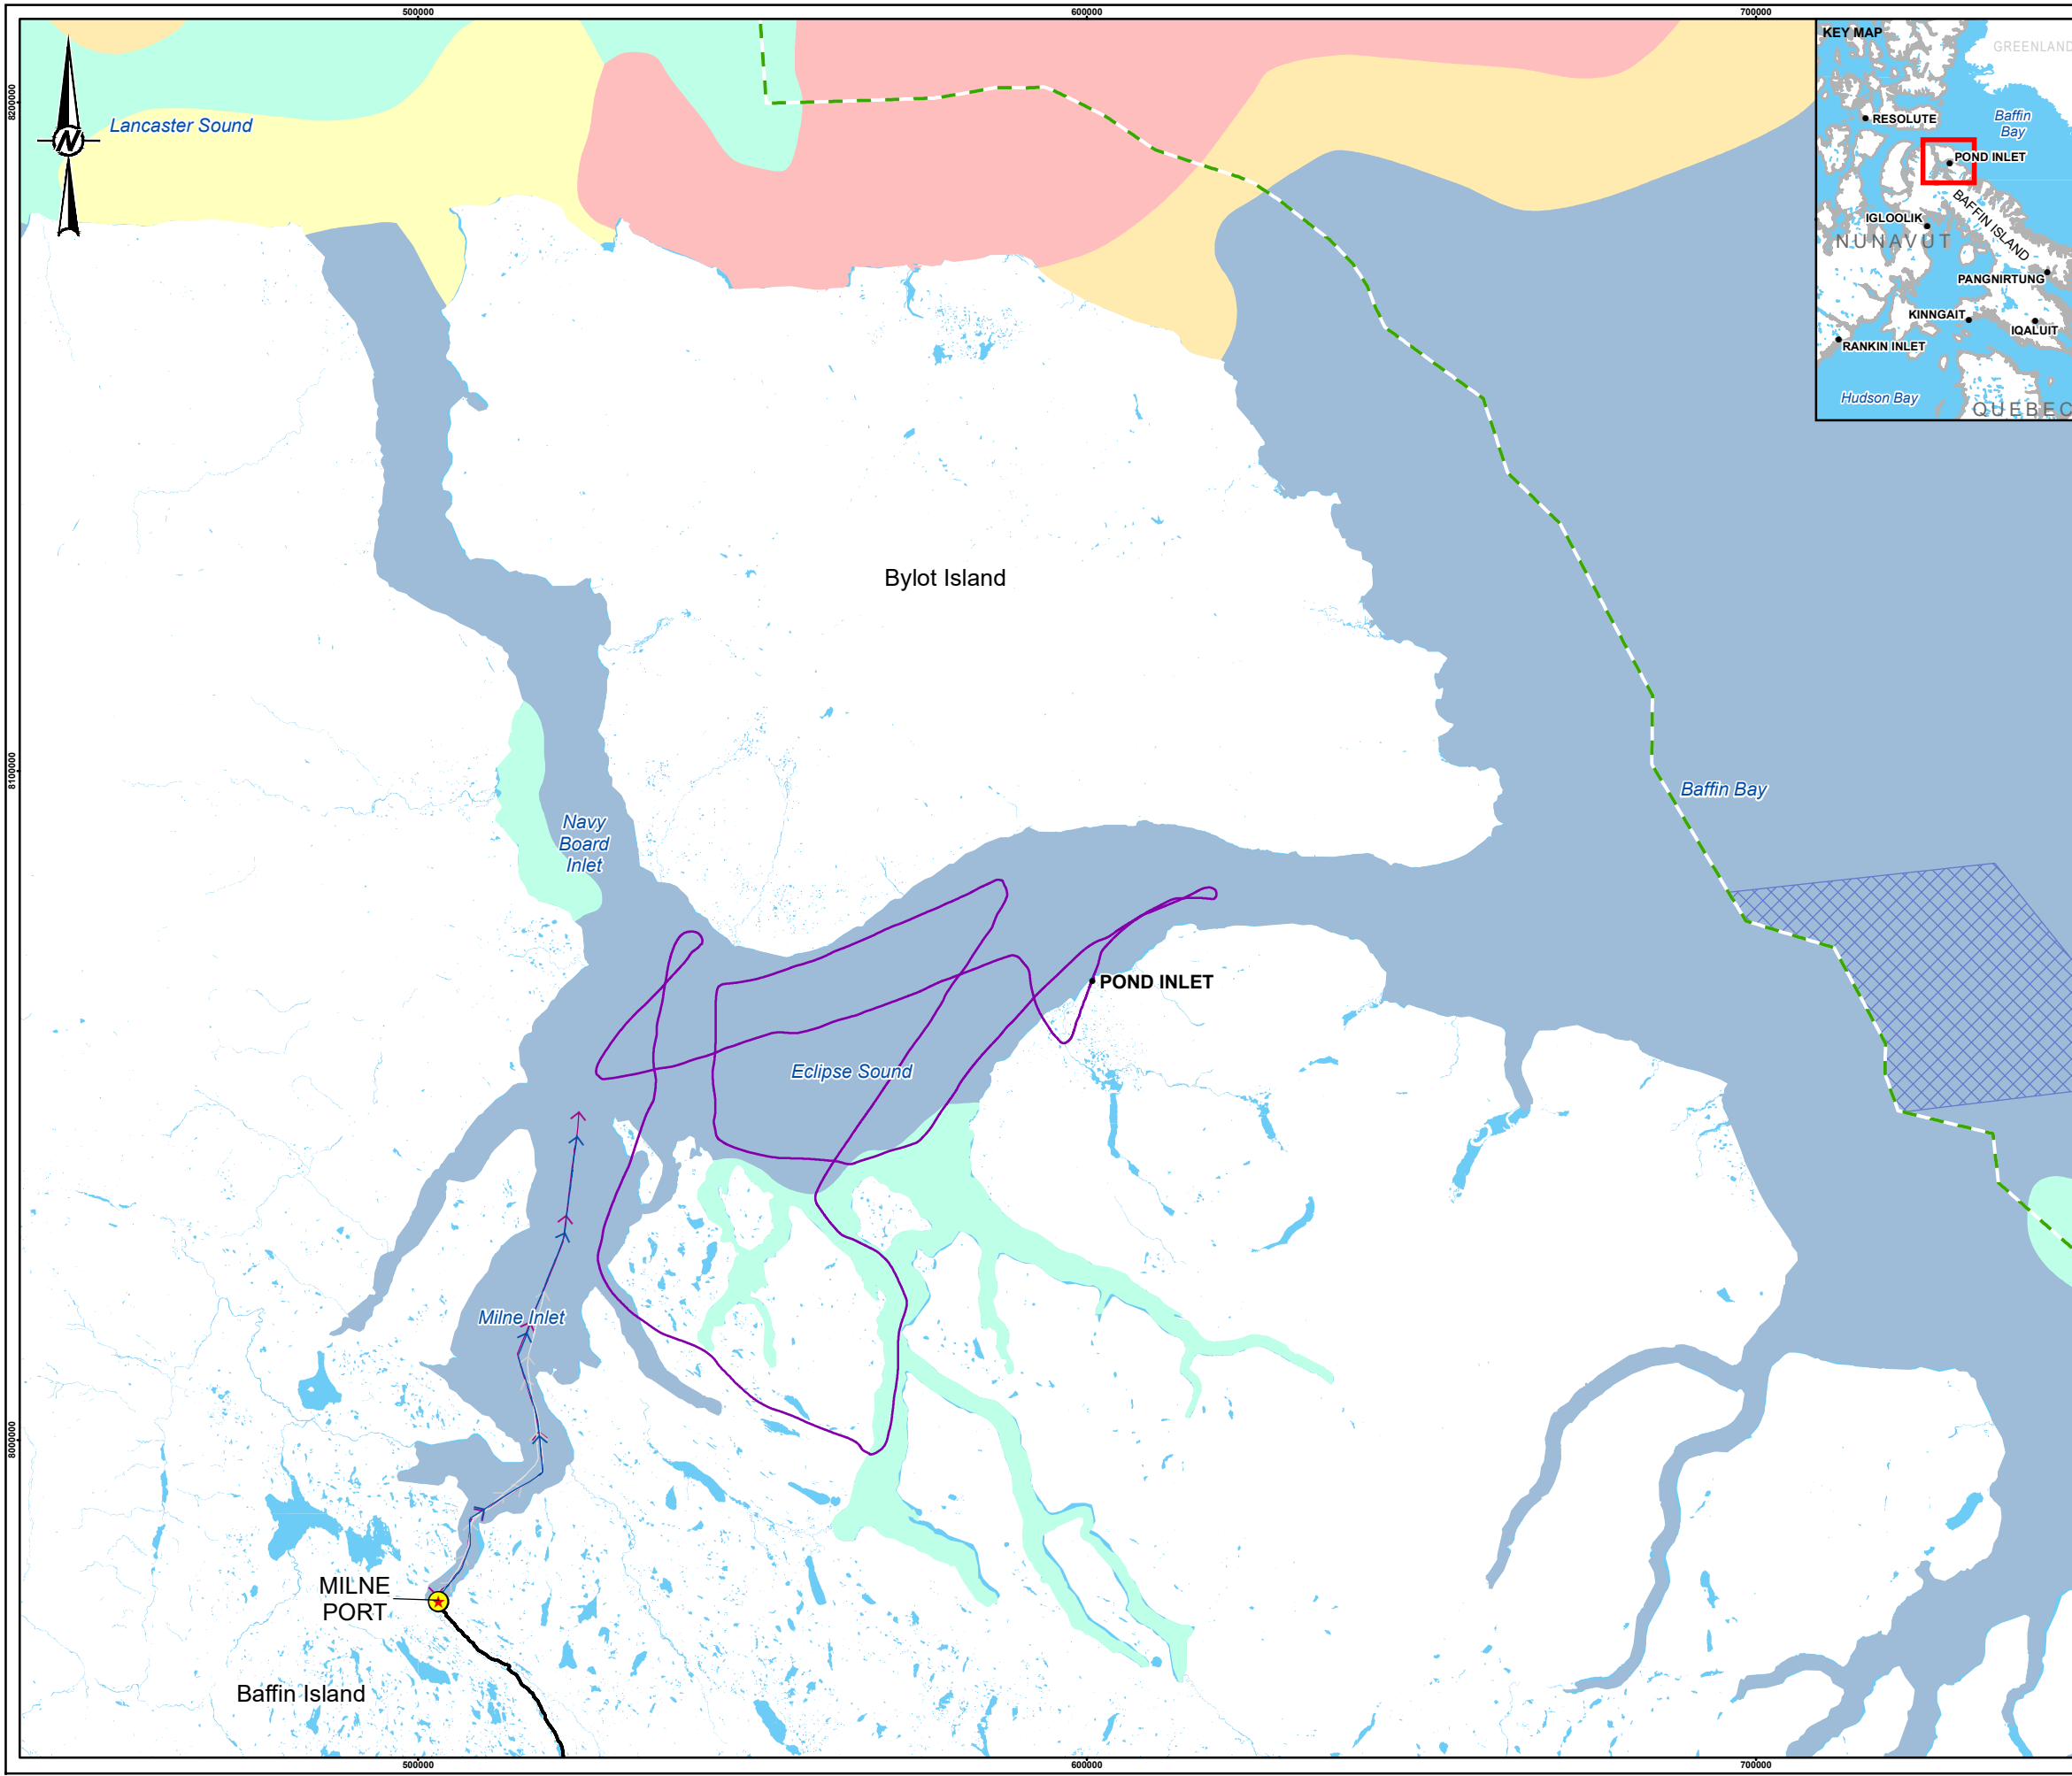 500000
600000
700000
8200000
8100000
8000000
N
Lancaster Sound
KEY MAP
GREENLAND
Baffin
Bay
RESOLUTE
POND INLET
BAFFIN ISLAND
IGLOOLIK
NUNAVUT
PANGNIRTUNG
KINNGAIT
IQALUIT
RANKIN INLET
Hudson Bay
QUEBEC
Bylot Island
Baffin Bay
Navy
Board
Inlet
POND INLET
Eclipse Sound
Milne Inlet
MILNE
PORT
Baffin Island
500000
600000
700000